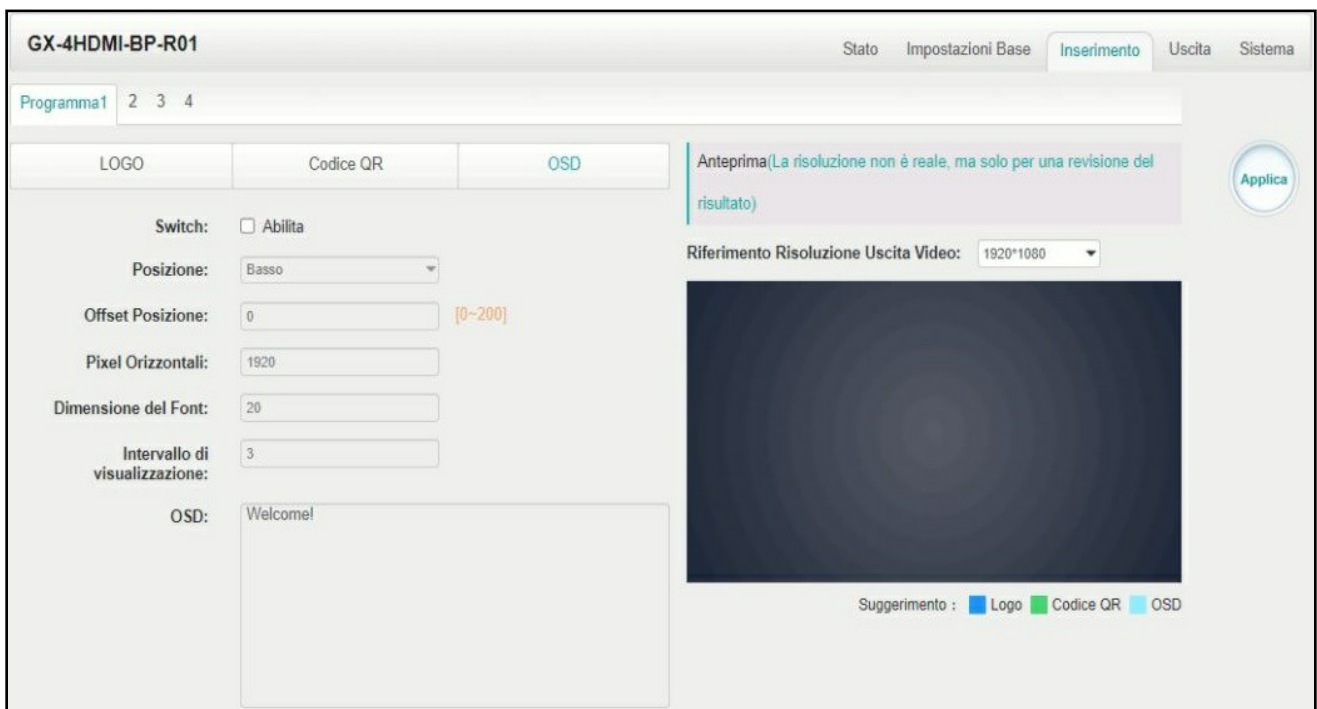 GX-4HDMI-BP-R01
Stato Impostazioni Base Inserimento Uscita Sistema
Programma1 2 3 4
LOGO Codice QR OSD
Anteprima(La risoluzione non è reale, ma solo per una revisione del
risultato)
Applica
Switch: Abilita
Riferimento Risoluzione Uscita Video: 1920*1080
Posizione: Basso
Offset Posizione: 0 [0~200]
Pixel Orizzontali: 1920
Dimensione del Font: 20
Intervallo di
visualizzazione: 3
OSD: Welcome!
Suggerimento : Logo Codice QR OSD